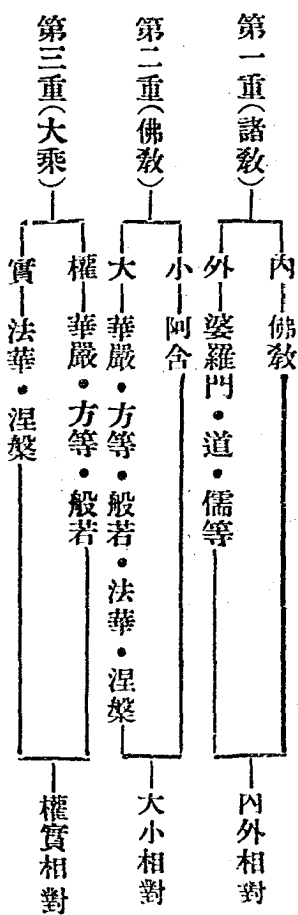 第一重(諸敎)
內 佛敎
外 婆羅門・道・儒等
內外相對
第二重(佛敎)
小 阿含
大 華嚴・方等・般若・法華・涅槃
大小相對
第三重(大乘)
權 華嚴・方等・般若
實 法華・涅槃
權實相對